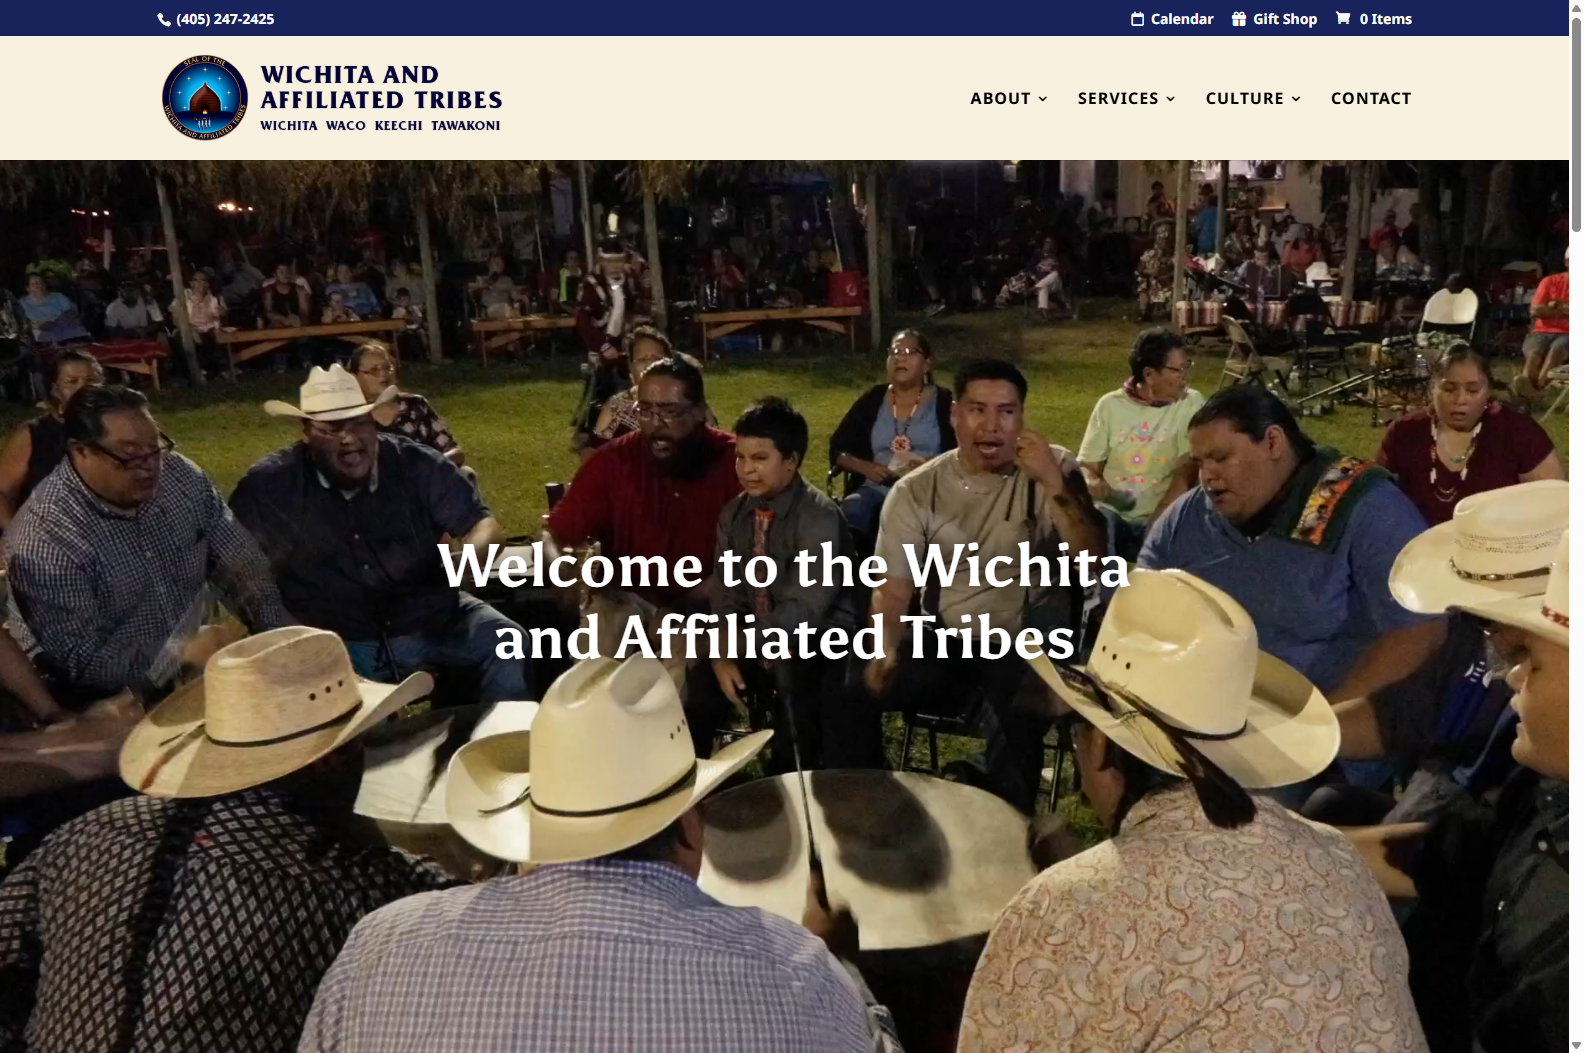 (405) 247-2425
Calendar
Gift Shop
0 Items
SEAL OF THE
WICHITA AND AFFILIATED TRIBES
WICHITA AND
AFFILIATED TRIBES
WICHITA WACO KEECHI TAWAKONI
ABOUT
SERVICES
CULTURE
CONTACT
Welcome to the Wichita
and Affiliated Tribes